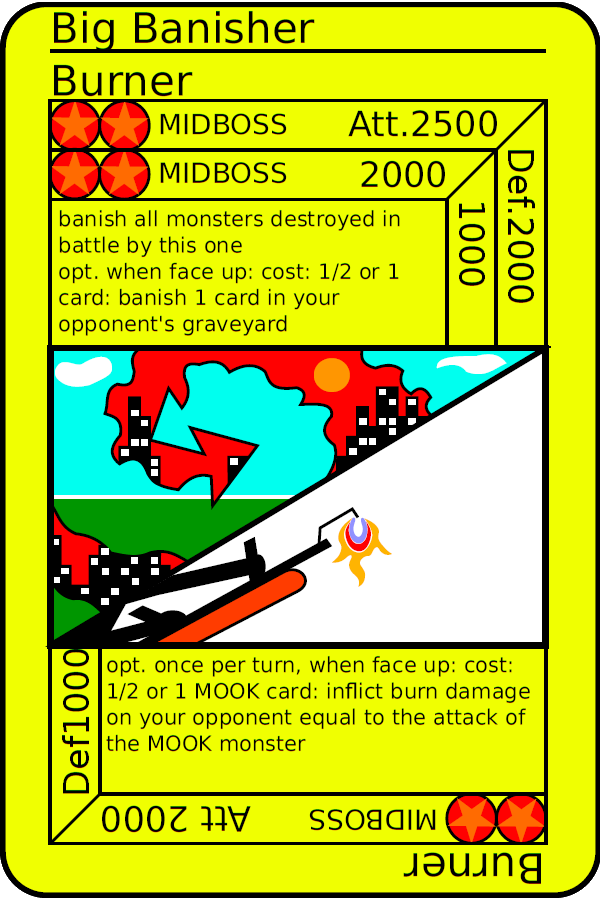 Big Banisher
Burner
MIDBOSS Att.2500
MIDBOSS 2000
Def.2000
1000
banish all monsters destroyed in
battle by this one
opt. when face up: cost: 1/2 or 1
card: banish 1 card in your
opponent's graveyard
Def1000
opt. once per turn, when face up: cost:
1/2 or 1 MOOK card: inflict burn damage
on your opponent equal to the attack of
the MOOK monster
MIDBOSS Att 2000
Burner